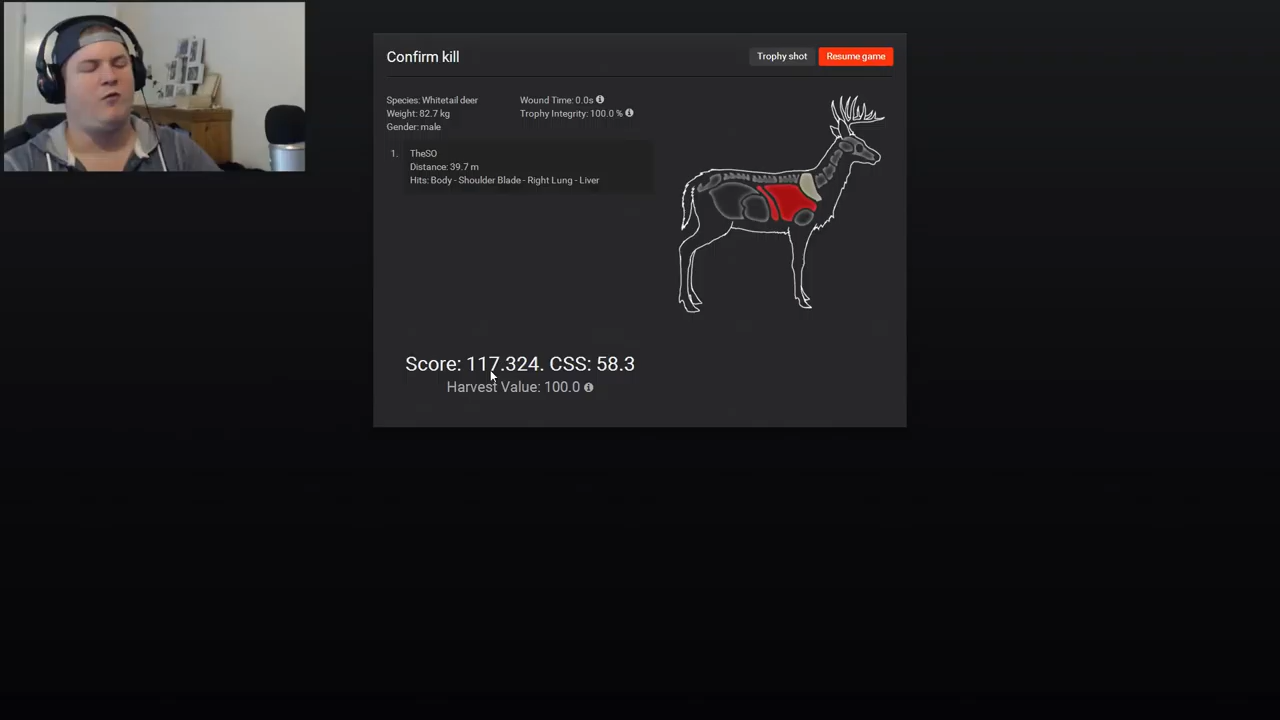 Confirm kill
Trophy shot
Resume game
Species: Whitetail deer
Weight: 82.7 kg
Gender: male
Wound Time: 0.0s
Trophy Integrity: 100.0 %
1. TheSO
Distance: 39.7 m
Hits: Body - Shoulder Blade - Right Lung - Liver
Score: 117.324. CSS: 58.3
Harvest Value: 100.0